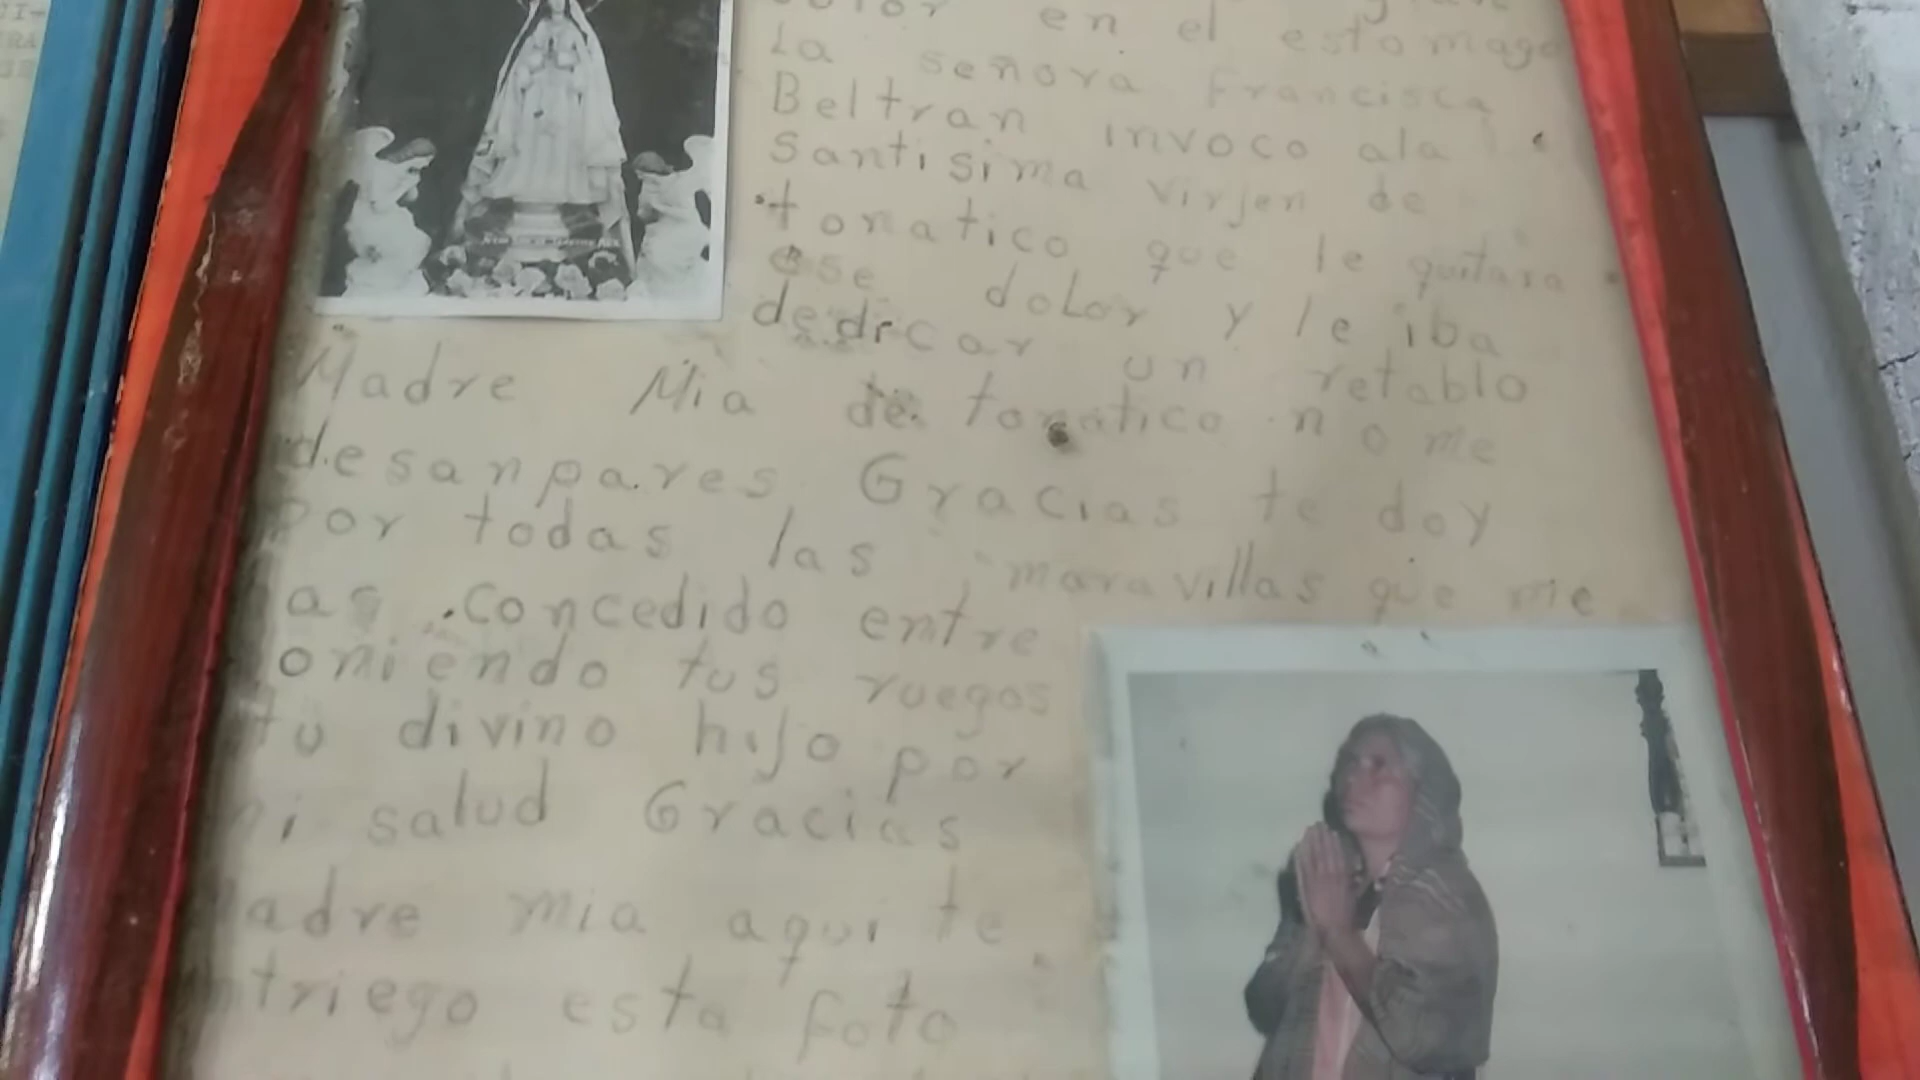 dolor en el estomago
La señora Francisca
Beltran invoco ala
Santisima virjen de
tonatico que le quitara
ese dolor y le iba
dedicar un retablo
Madre Mia de tonatico no me
desanpares Gracias te doy
por todas las maravillas que me
as concedido entre
oniendo tus ruegos
tu divino hijo por
mi salud Gracias
Madre mia aqui te
ntriego esta foto